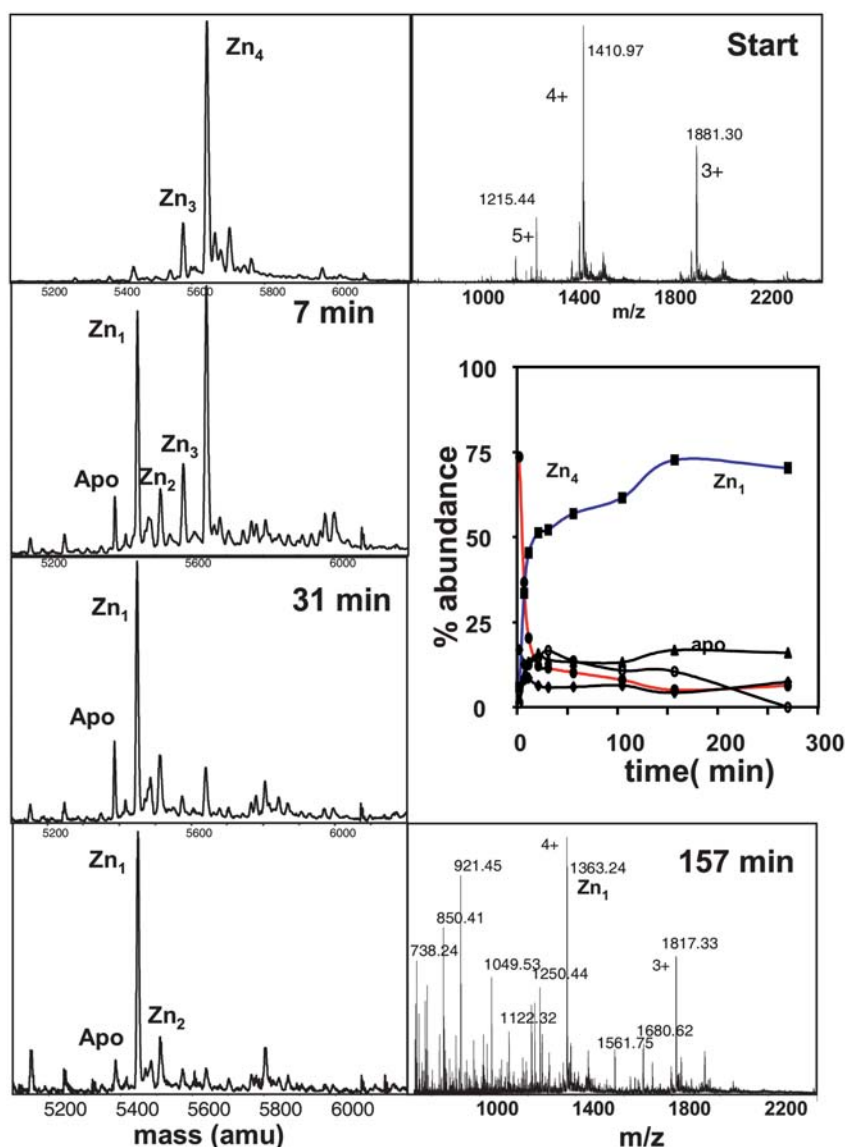 Zn4
Zn3
5200 5400 5600 5800 6000
Start
1410.97
4+
1881.30
3+
1215.44
5+
1000 1400 1800 2200
m/z
7 min
Zn1
Zn3
Apo
Zn2
5200 5600 6000
100
75
50
25
0
% abundance
Zn4
Zn1
apo
0 100 200 300
time( min)
31 min
Zn1
Apo
5200 5600 6000
Zn1
Apo
Zn2
5200 5400 5600 5800 6000
mass (amu)
157 min
4+
1363.24
Zn1
921.45
850.41
738.24
1049.53
1250.44
1122.32
1817.33
3+
1680.62
1561.75
1000 1400 1800 2200
m/z